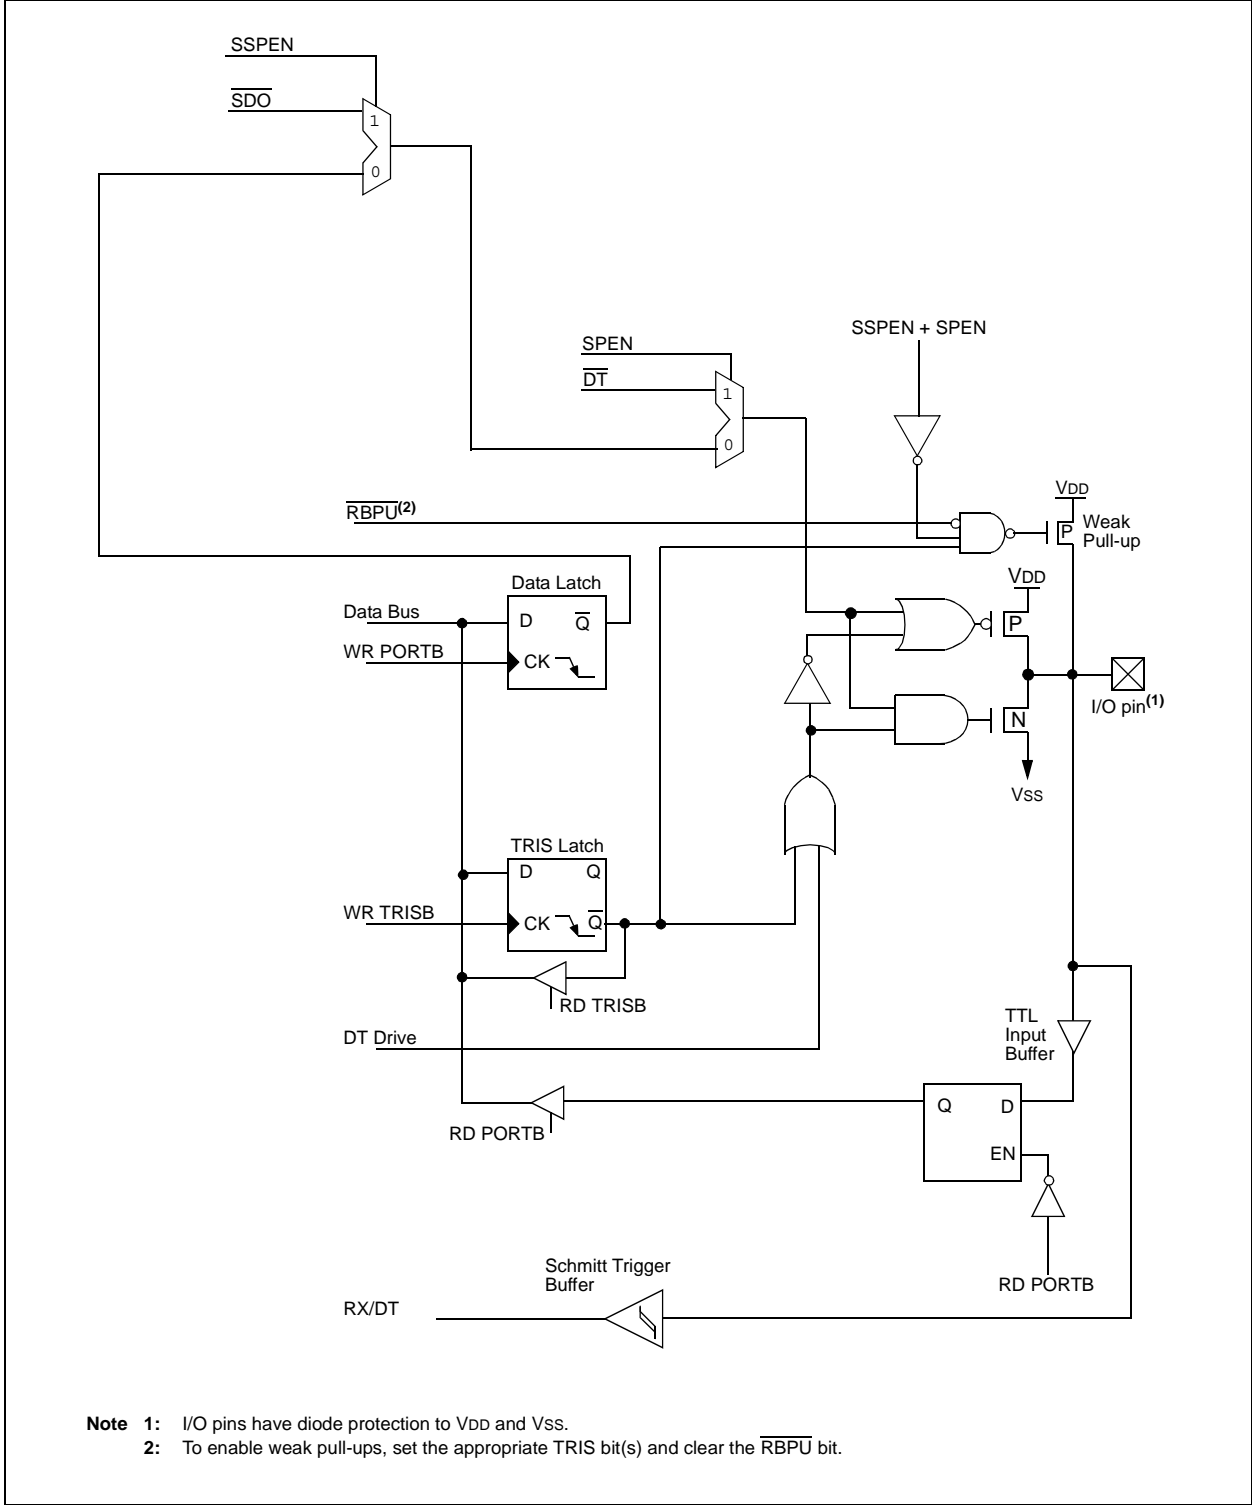 SSPEN
SDO
1
0
SSPEN + SPEN
SPEN
DT
1
0
VDD
RBPU(2)
P
Weak
Pull-up
Data Latch
VDD
Data Bus
D
Q
P
WR PORTB
CK
I/O pin(1)
N
VSS
TRIS Latch
D
Q
WR TRISB
CK
Q
RD TRISB
TTL
Input
Buffer
DT Drive
Q
D
RD PORTB
EN
Schmitt Trigger
Buffer
RD PORTB
RX/DT
Note 1: I/O pins have diode protection to VDD and VSS.
2: To enable weak pull-ups, set the appropriate TRIS bit(s) and clear the RBPU bit.